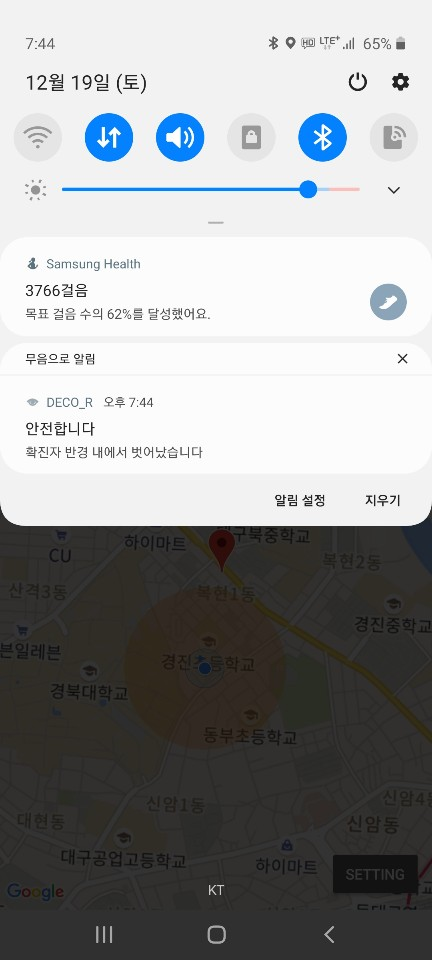 7:44
HD LTE+ 65%
12월 19일 (토)
Samsung Health
3766걸음
목표 걸음 수의 62%를 달성했어요.
무음으로 알림
DECO_R 오후 7:44
안전합니다
확진자 반경 내에서 벗어났습니다
알림 설정 지우기
하이마트
대구북중학교
CU
복현2동
산격3동
복현1동
경진중학교
븐일레븐
경진초등학교
경북대학교
동부초등학교
신암1동
신암4동
대현동
신암동
대구공업고등학교
하이마트
SETTING
Google
KT